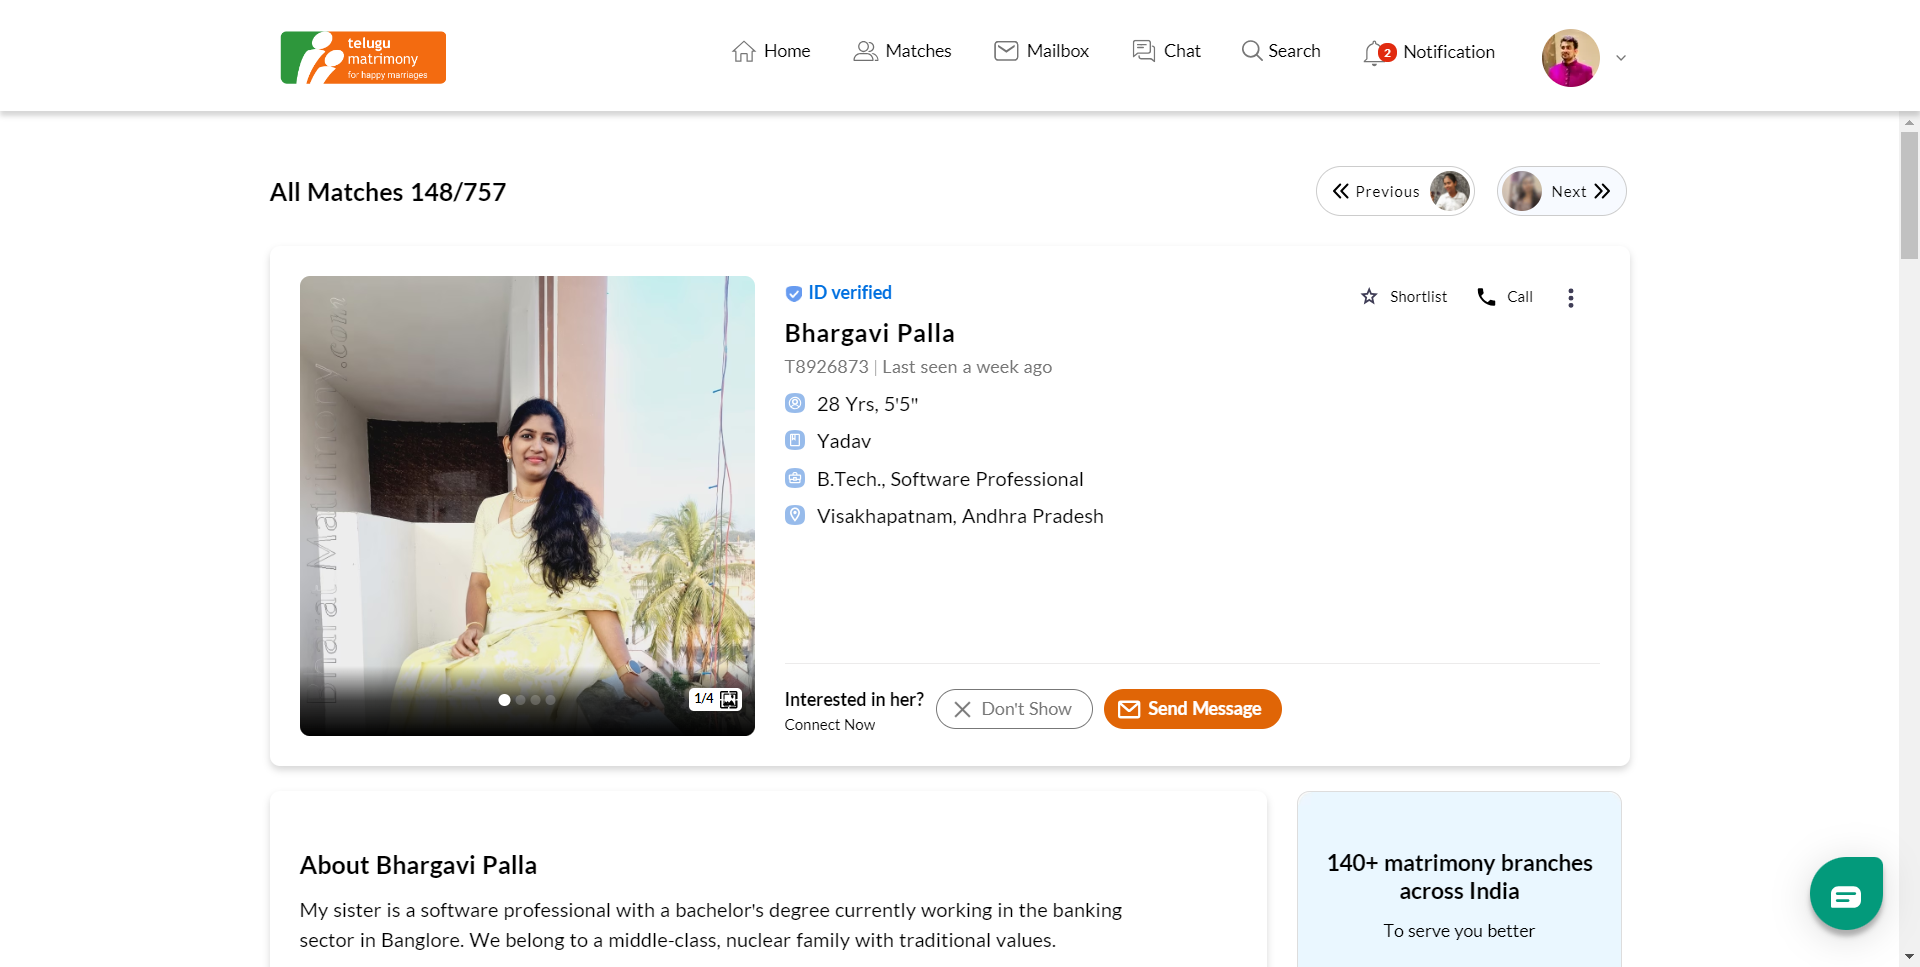 telugu
matrimony
for happy marriages
Home
Matches
Mailbox
Chat
Search
2
Notification
All Matches 148/757
Previous
Next
Bharat Matrimony.com
1/4
ID verified
Shortlist
Call
Bhargavi Palla
T8926873 | Last seen a week ago
28 Yrs, 5'5"
Yadav
B.Tech., Software Professional
Visakhapatnam, Andhra Pradesh
Interested in her?
Connect Now
Don't Show
Send Message
About Bhargavi Palla
My sister is a software professional with a bachelor's degree currently working in the banking
sector in Banglore. We belong to a middle-class, nuclear family with traditional values.
140+ matrimony branches
across India
To serve you better